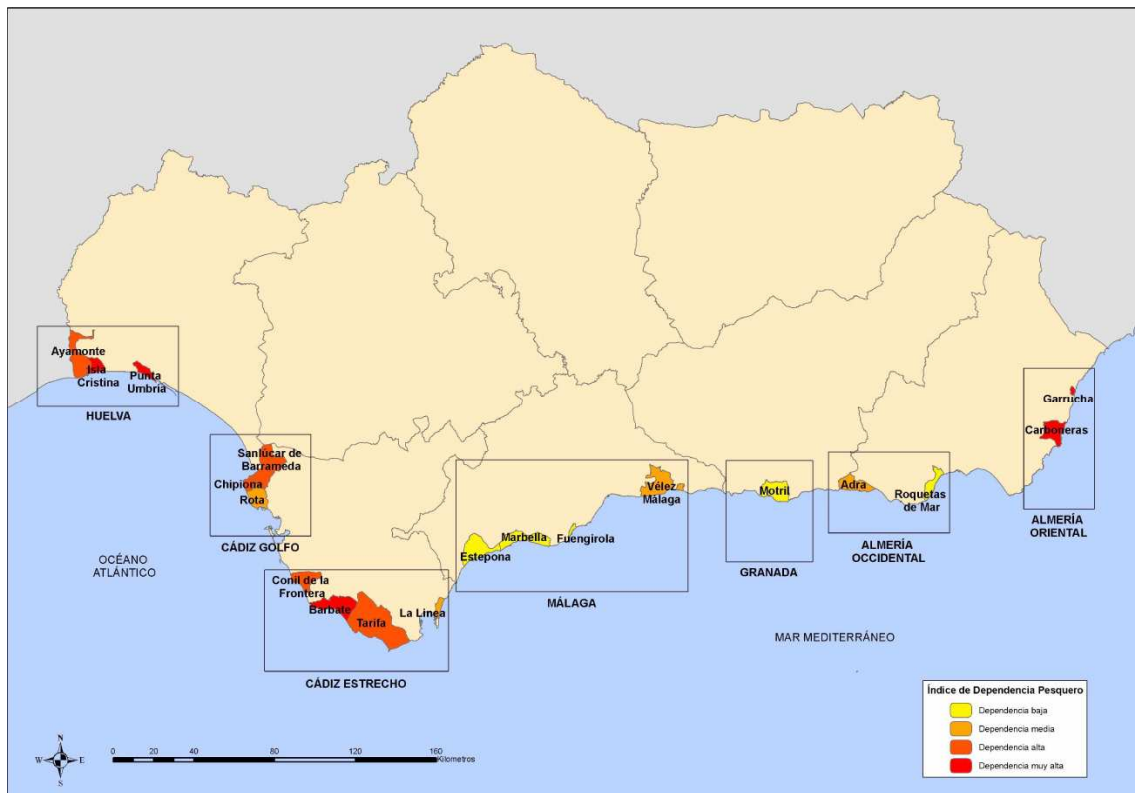 Ayamonte
Isla
Cristina
Punta
Umbría
HUELVA
Sanlúcar de
Barrameda
Chipiona
Rota
CÁDIZ GOLFO
OCÉANO
ATLÁNTICO
Conil de la
Frontera
Barbate
Tarifa
La Línea
CÁDIZ ESTRECHO
Estepona
Marbella
Fuengirola
Vélez
Málaga
MÁLAGA
Motril
GRANADA
Adra
Roquetas
de Mar
ALMERÍA
OCCIDENTAL
Garrucha
Carboneras
ALMERÍA
ORIENTAL
MAR MEDITERRÁNEO
Índice de Dependencia Pesquero
Dependencia baja
Dependencia media
Dependencia alta
Dependencia muy alta
N
W E
S
0 20 40 80 120 160
Kilometros